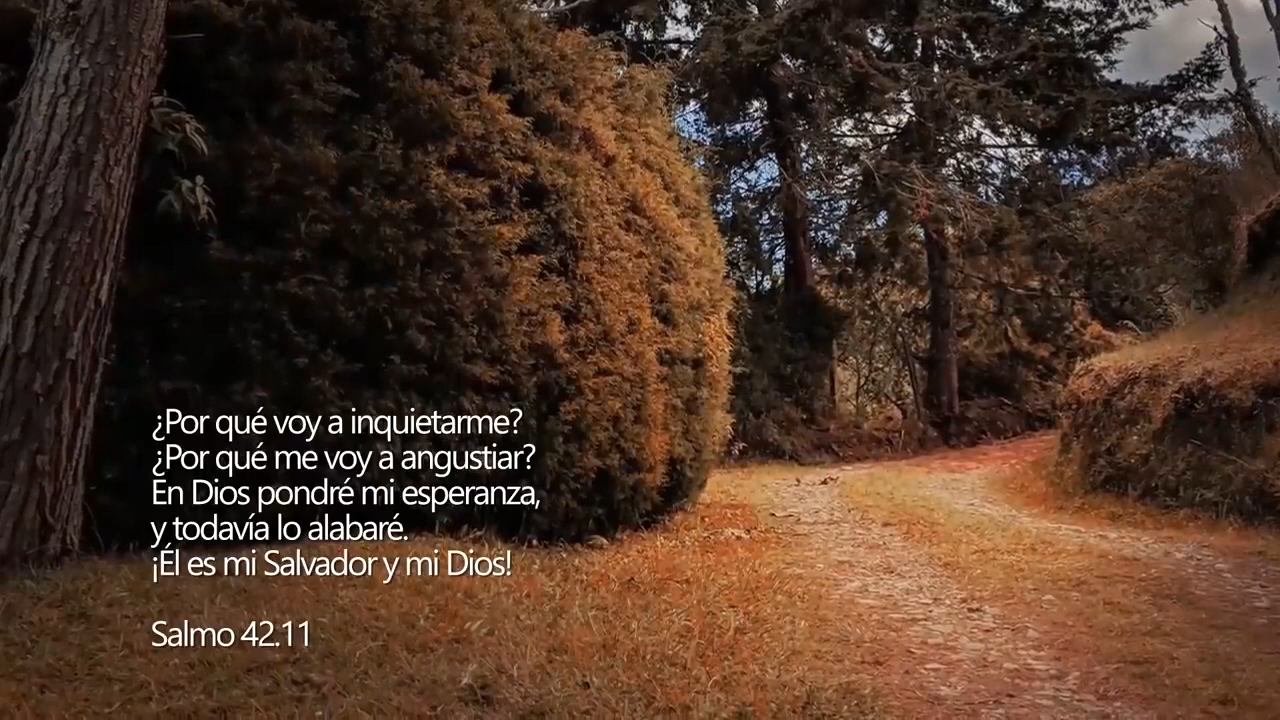 ¿Por qué voy a inquietarme?
¿Por qué me voy a angustiar?
En Dios pondré mi esperanza,
y todavía lo alabaré.
¡Él es mi Salvador y mi Dios!
Salmo 42.11